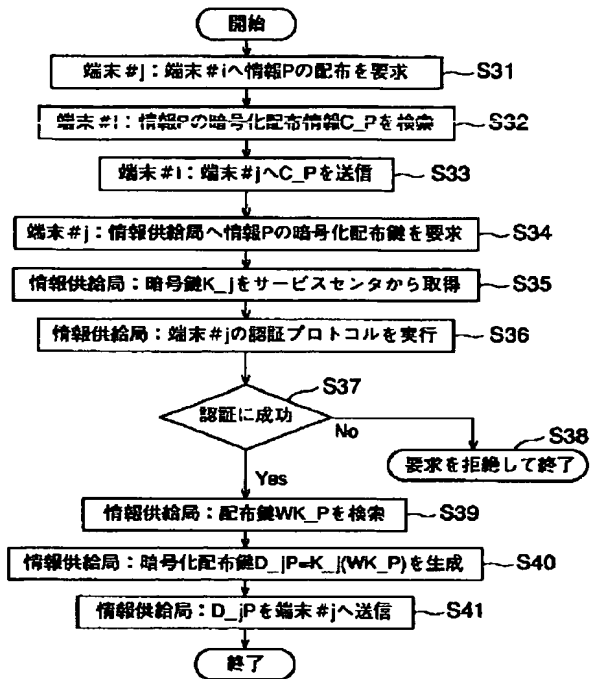 開始
端末#j:端末#iへ情報Pの配布を要求 S31
端末#i:情報Pの暗号化配布情報C_Pを検索 S32
端末#i:端末#jへC_Pを送信 S33
端末#j:情報供給局へ情報Pの暗号化配布鍵を要求 S34
情報供給局:暗号鍵K_jをサービスセンタから取得 S35
情報供給局:端末#jの認証プロトコルを実行 S36
S37
認証に成功
No
S38
要求を拒絶して終了
Yes
情報供給局:配布鍵WK_Pを検索 S39
情報供給局:暗号化配布鍵D_jP=K_j(WK_P)を生成 S40
情報供給局:D_jPを端末#jへ送信 S41
終了